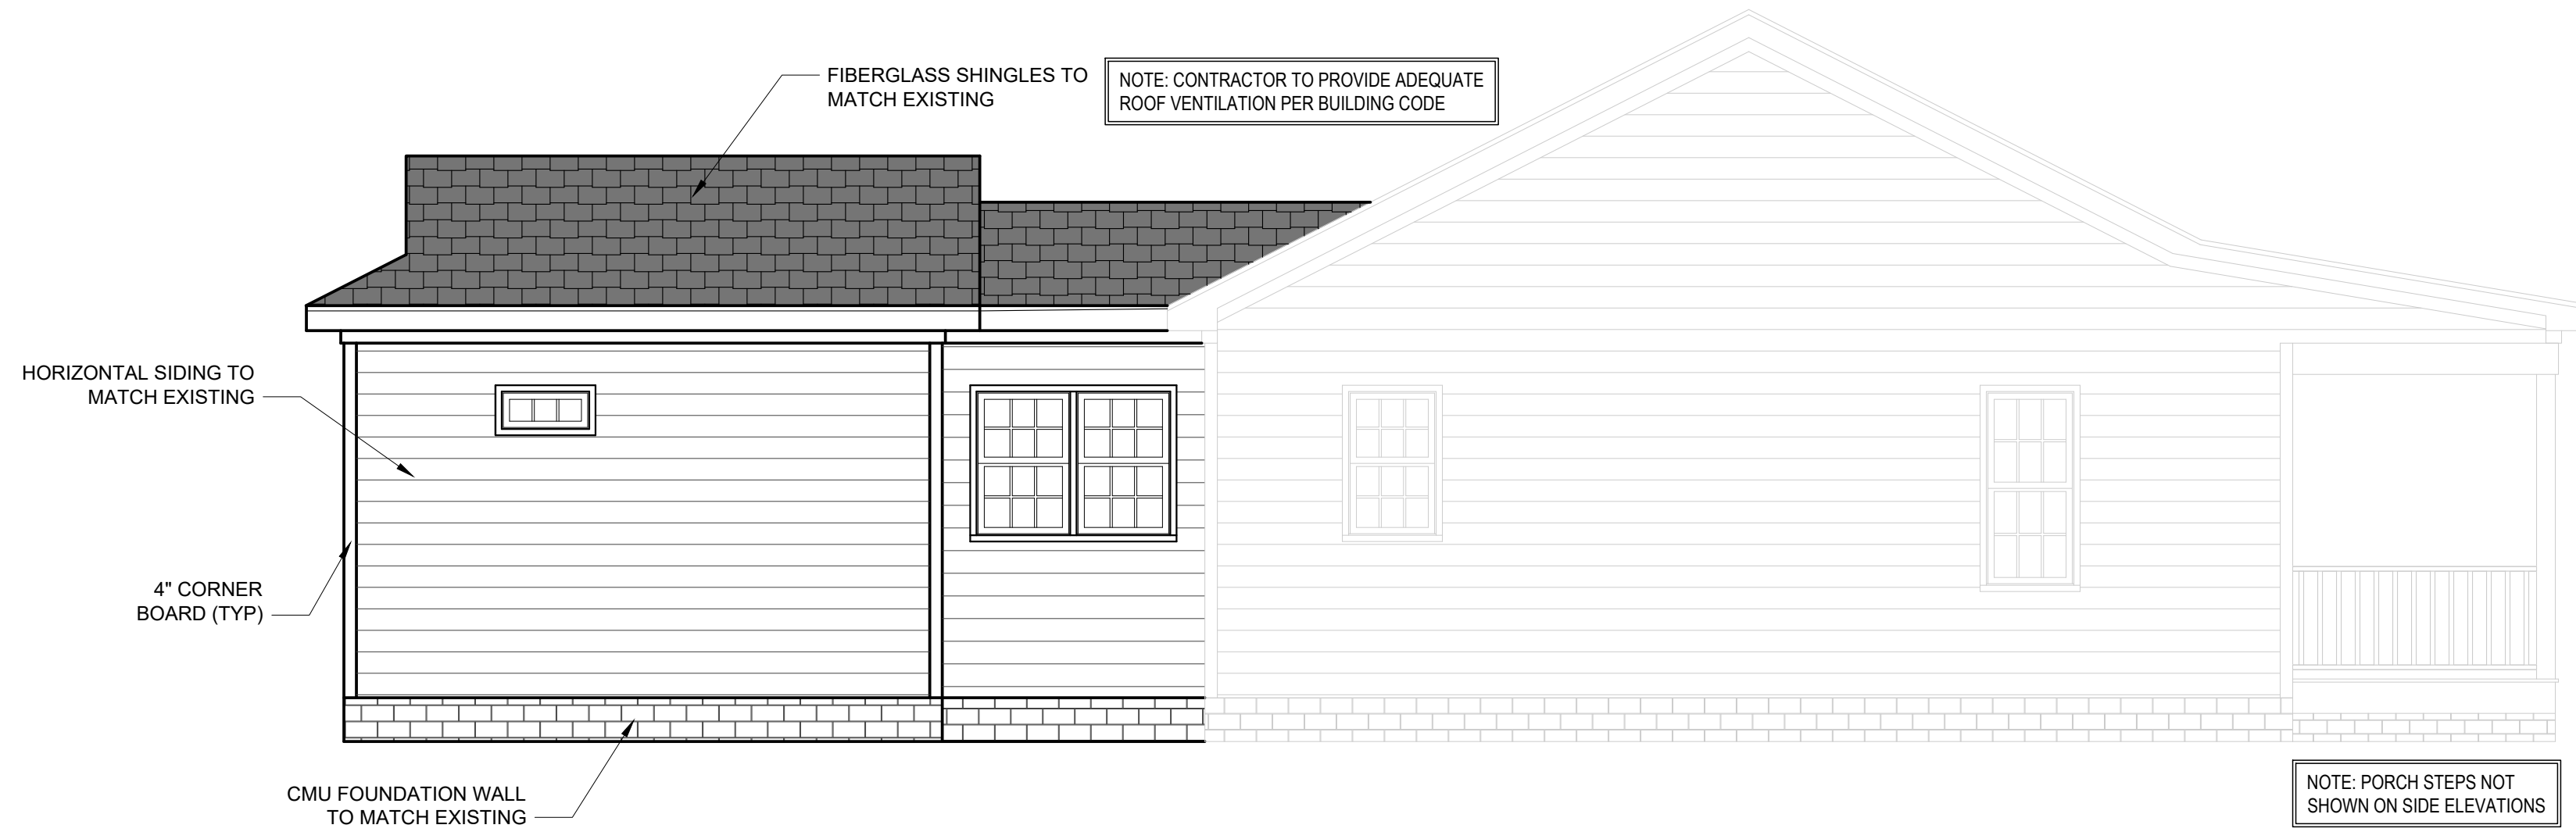 FIBERGLASS SHINGLES TO
MATCH EXISTING
NOTE: CONTRACTOR TO PROVIDE ADEQUATE
ROOF VENTILATION PER BUILDING CODE
HORIZONTAL SIDING TO
MATCH EXISTING
4" CORNER
BOARD (TYP)
CMU FOUNDATION WALL
TO MATCH EXISTING
NOTE: PORCH STEPS NOT
SHOWN ON SIDE ELEVATIONS